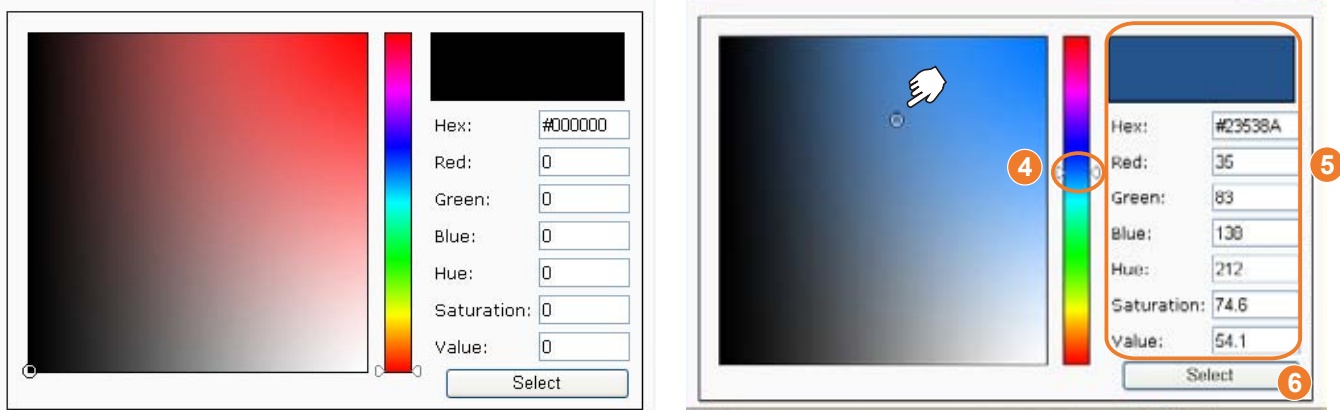 Hex: #000000
Red: 0
Green: 0
Blue: 0
Hue: 0
Saturation: 0
Value: 0
Select
Hex: #23538A
4 Red: 35 5
Green: 83
Blue: 138
Hue: 212
Saturation: 74.6
Value: 54.1
Select 6